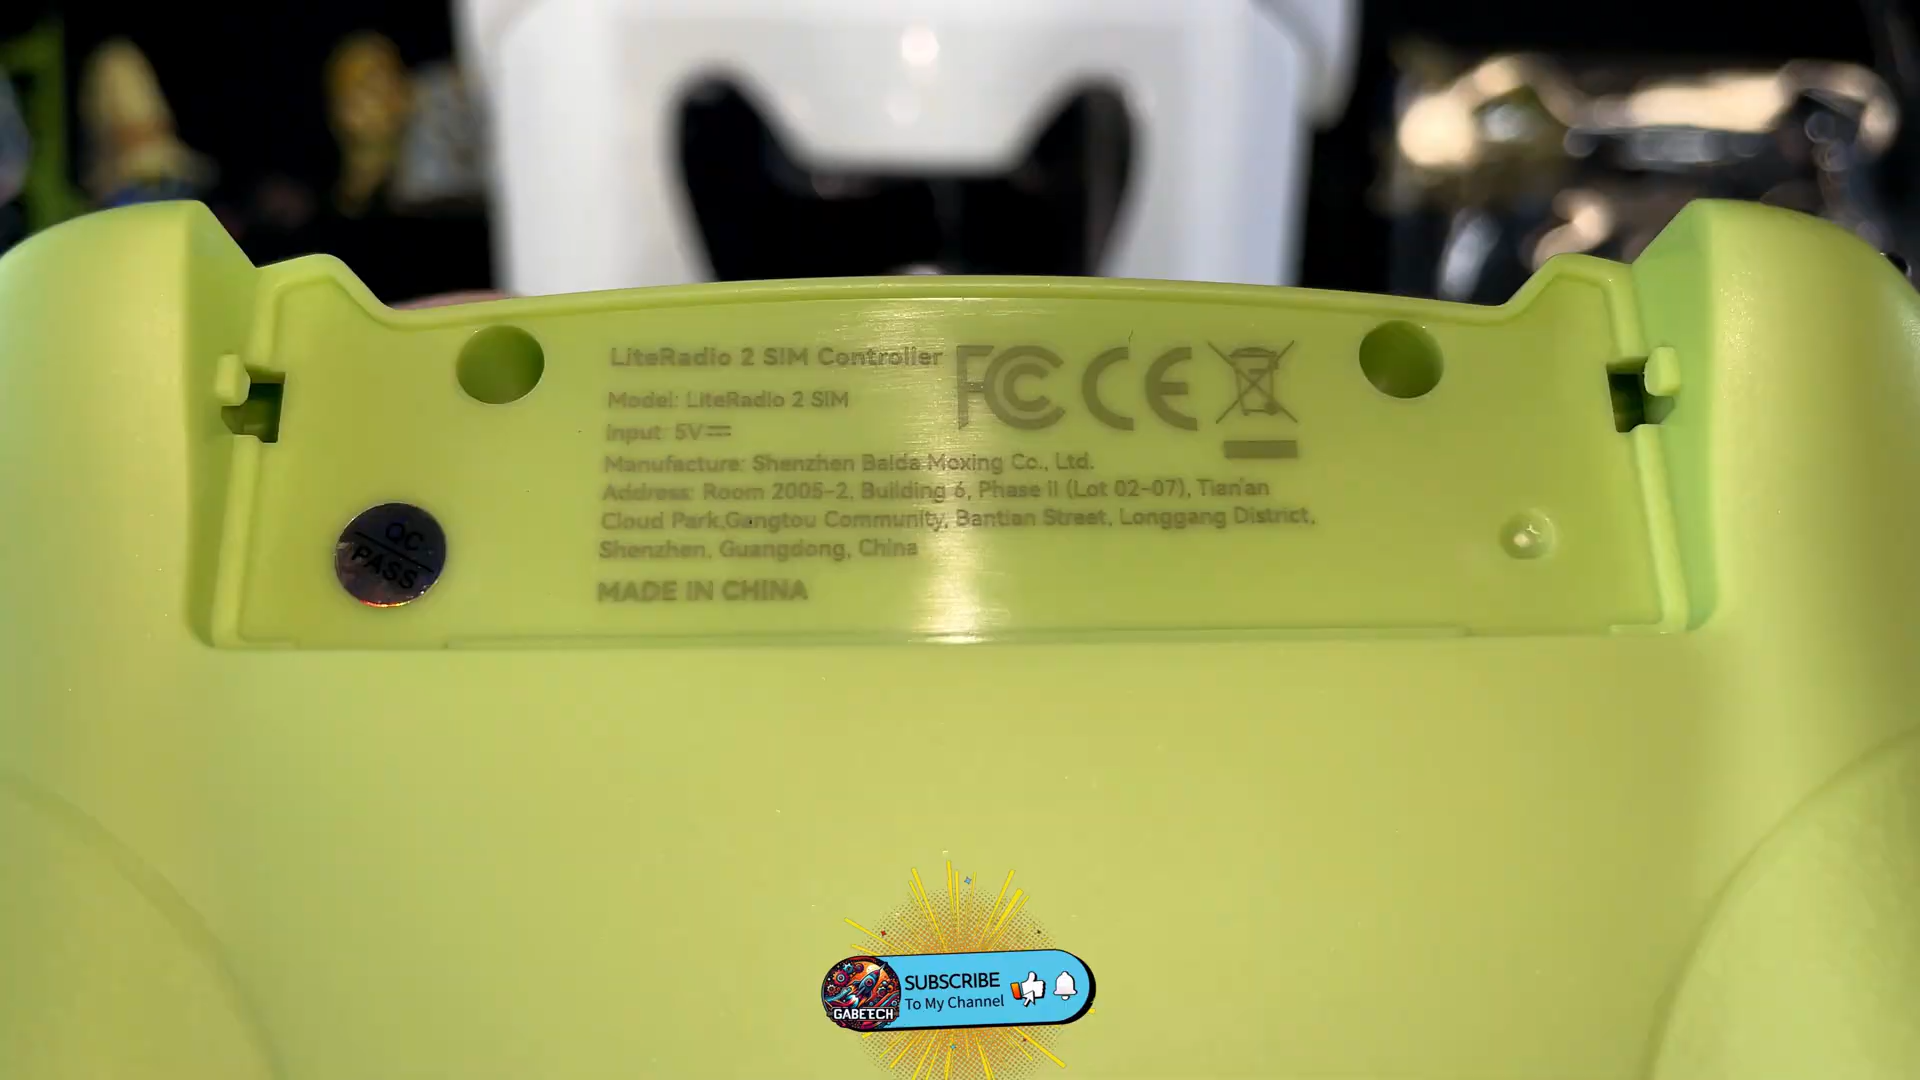 LiteRadio 2 SIM Controller
FC CE
Model: LiteRadio 2 SIM
Input: 5V⎓
Manufacture: Shenzhen Baida Moxing Co., Ltd.
Address: Room 2005-2, Building 6, Phase II (Lot 02-07), Tian'an
Cloud Park,Gangtou Community, Bantian Street, Longgang District,
Shenzhen, Guangdong, China
MADE IN CHINA
QC
PASS
SUBSCRIBE
To My Channel
GABETECH